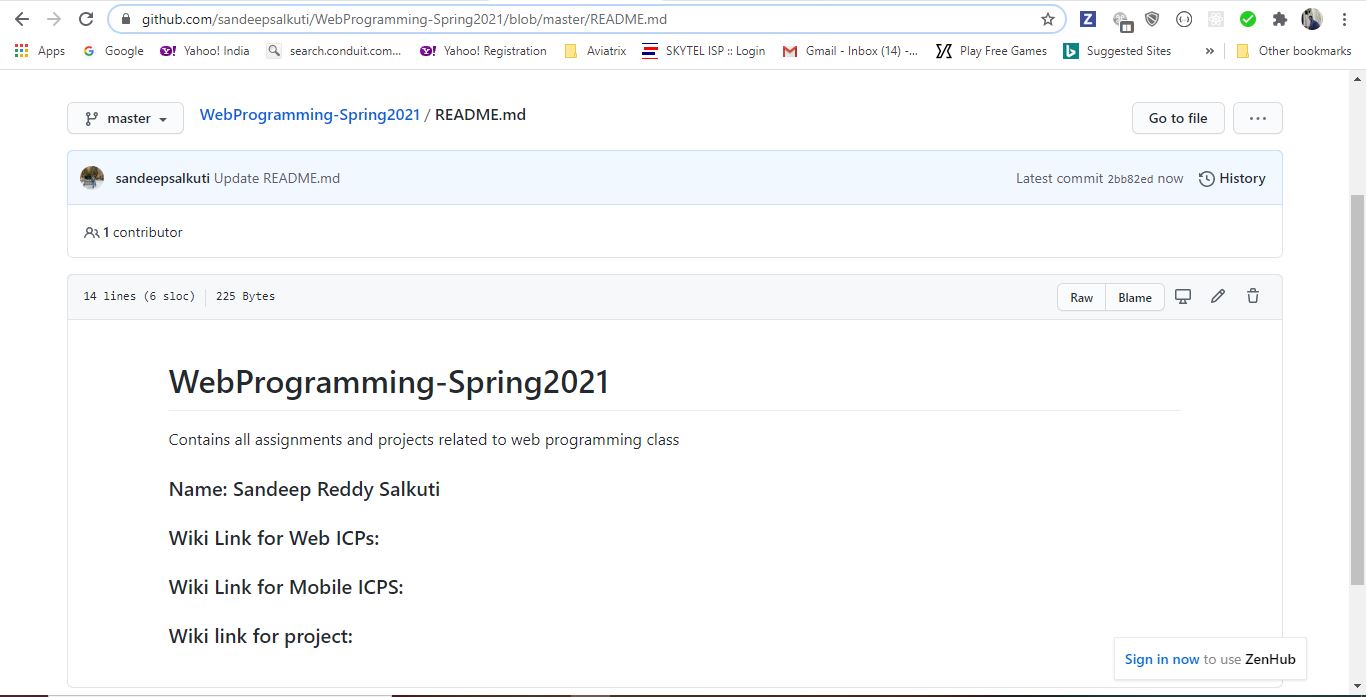 github.com/sandeepsalkuti/WebProgramming-Spring2021/blob/master/README.md
Apps Google Yahoo! India search.conduit.com... Yahoo! Registration Aviatrix SKYTEL ISP :: Login Gmail - Inbox (14) -... Play Free Games Suggested Sites » Other bookmarks
master WebProgramming-Spring2021 / README.md Go to file ...
sandeepsalkuti Update README.md Latest commit 2bb82ed now History
1 contributor
14 lines (6 sloc) 225 Bytes Raw Blame
WebProgramming-Spring2021
Contains all assignments and projects related to web programming class
Name: Sandeep Reddy Salkuti
Wiki Link for Web ICPs:
Wiki Link for Mobile ICPS:
Wiki link for project:
Sign in now to use ZenHub